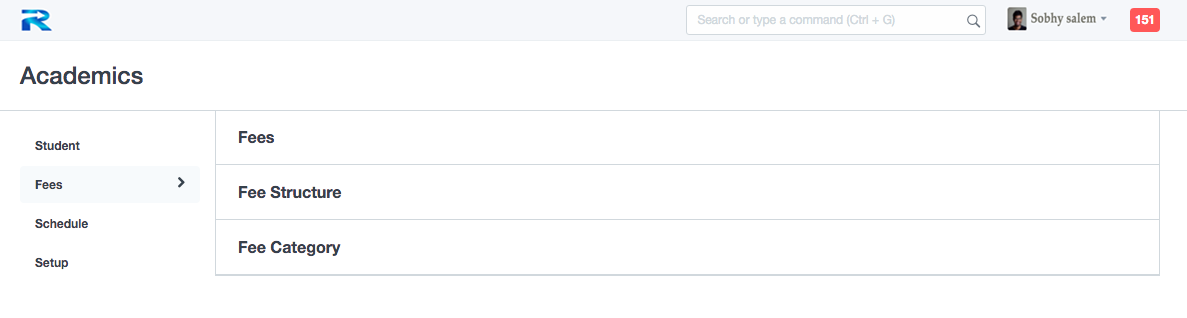 R
Search or type a command (Ctrl + G)
Sobhy salem
151
Academics
Student
Fees
Schedule
Setup
Fees
Fee Structure
Fee Category